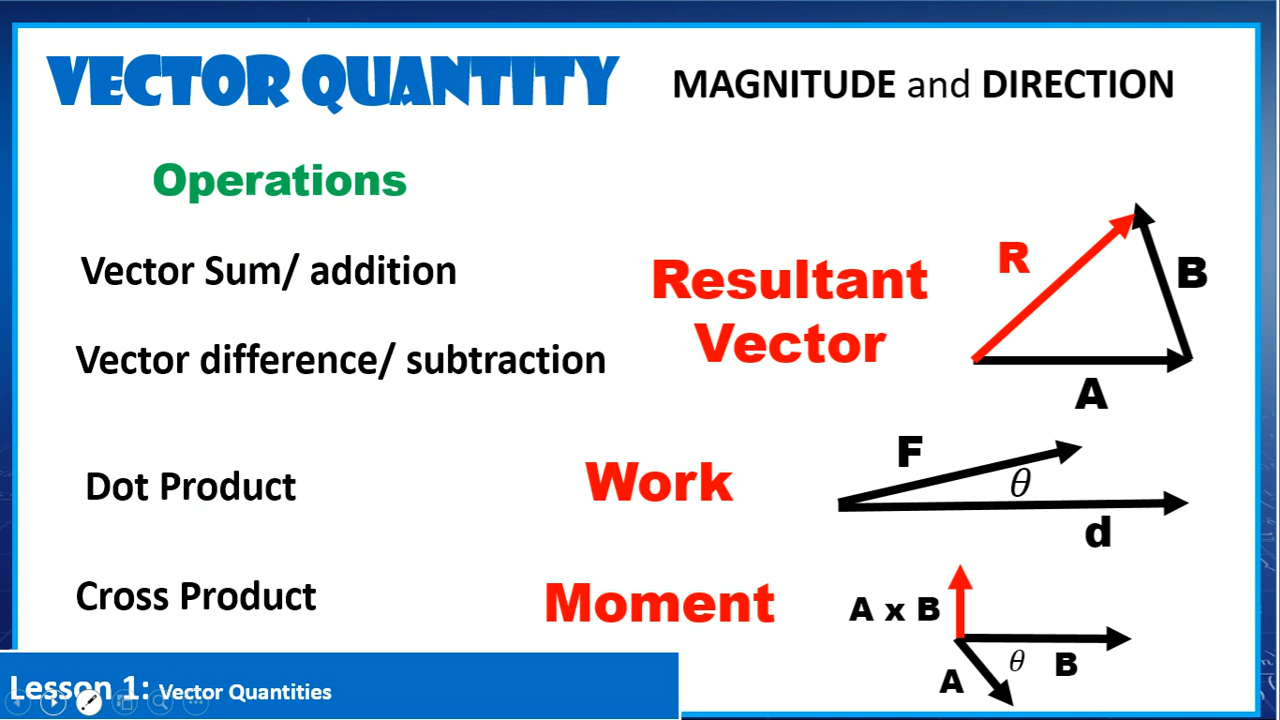 VECTOR QUANTITY
MAGNITUDE and DIRECTION
Operations
Vector Sum/ addition
Vector difference/ subtraction
Resultant
Vector
R
B
A
Dot Product
Work
F
θ
d
Cross Product
Moment
A x B
A
θ
B
Lesson 1: Vector Quantities